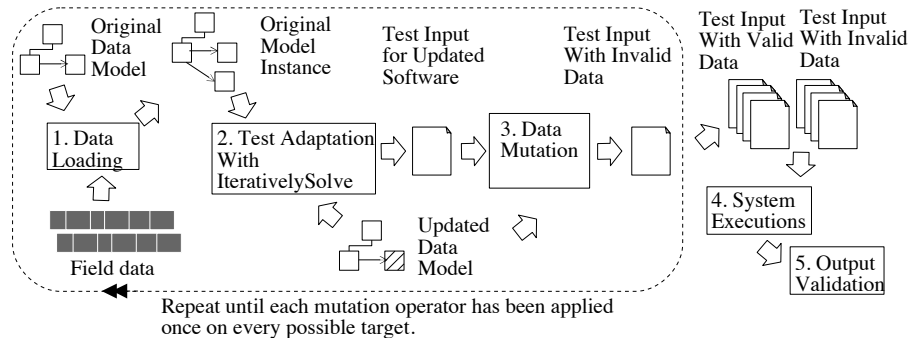 Original
Data
Model
Original
Model
Instance
Test Input
for Updated
Software
Test Input
With Invalid
Data
Test Input
With Valid
Data
Test Input
With Invalid
Data
1. Data
Loading
2. Test Adaptation
With
IterativelySolve
3. Data
Mutation
4. System
Executions
5. Output
Validation
Updated
Data
Model
Field data
Repeat until each mutation operator has been applied
once on every possible target.